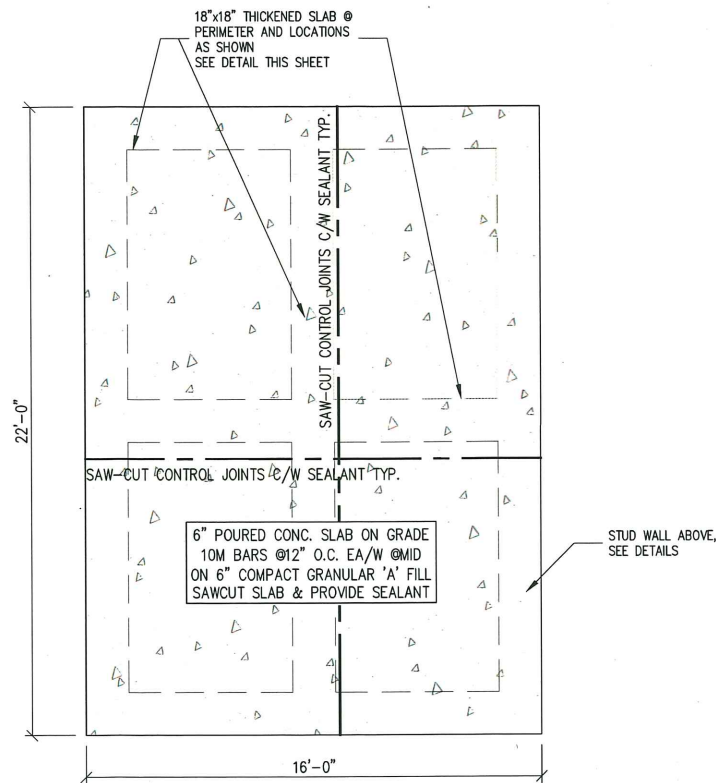 18"x18" THICKENED SLAB @
PERIMETER AND LOCATIONS
AS SHOWN
SEE DETAIL THIS SHEET
SAW-CUT CONTROL JOINTS C/W SEALANT TYP.
22'-0"
SAW-CUT CONTROL JOINTS C/W SEALANT TYP.
6" POURED CONC. SLAB ON GRADE
10M BARS @12" O.C. EA/W @MID
ON 6" COMPACT GRANULAR 'A' FILL
SAWCUT SLAB & PROVIDE SEALANT
STUD WALL ABOVE,
SEE DETAILS
16'-0"